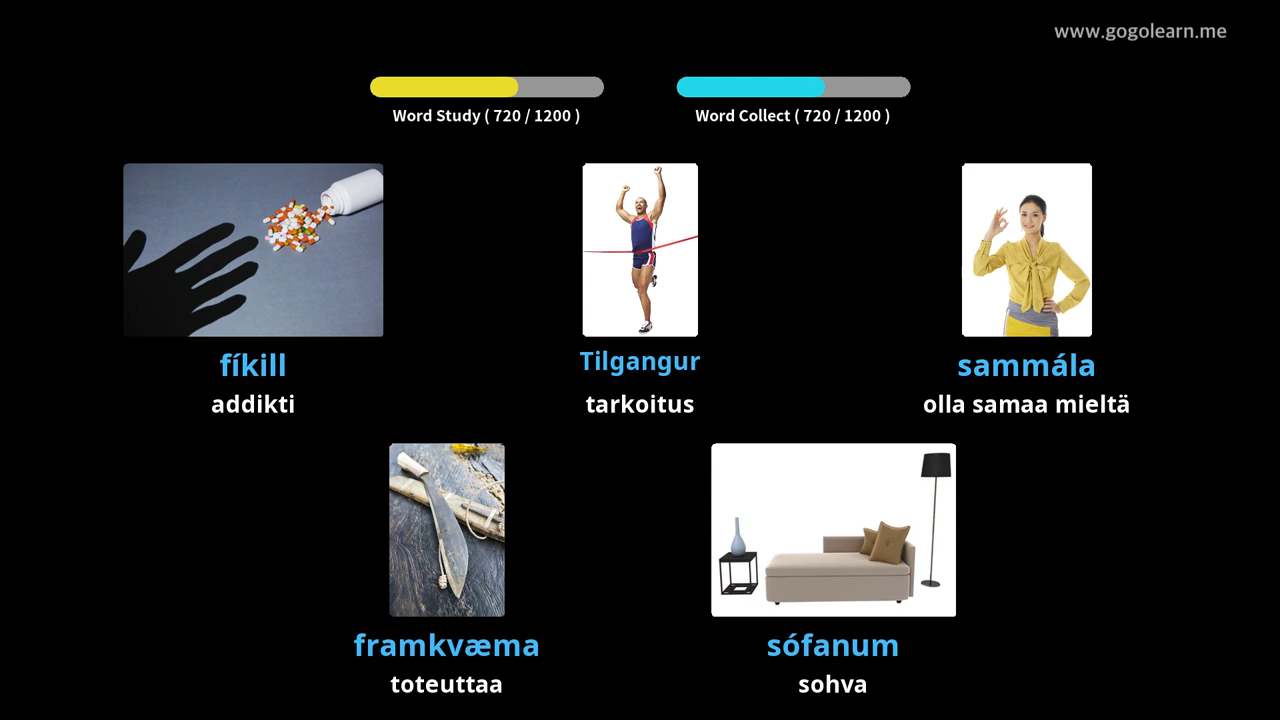 www.gogolearn.me
Word Study ( 720 / 1200 )
Word Collect ( 720 / 1200 )
fíkill
addikti
Tilgangur
tarkoitus
sammála
olla samaa mieltä
framkvæma
toteuttaa
sófanum
sohva